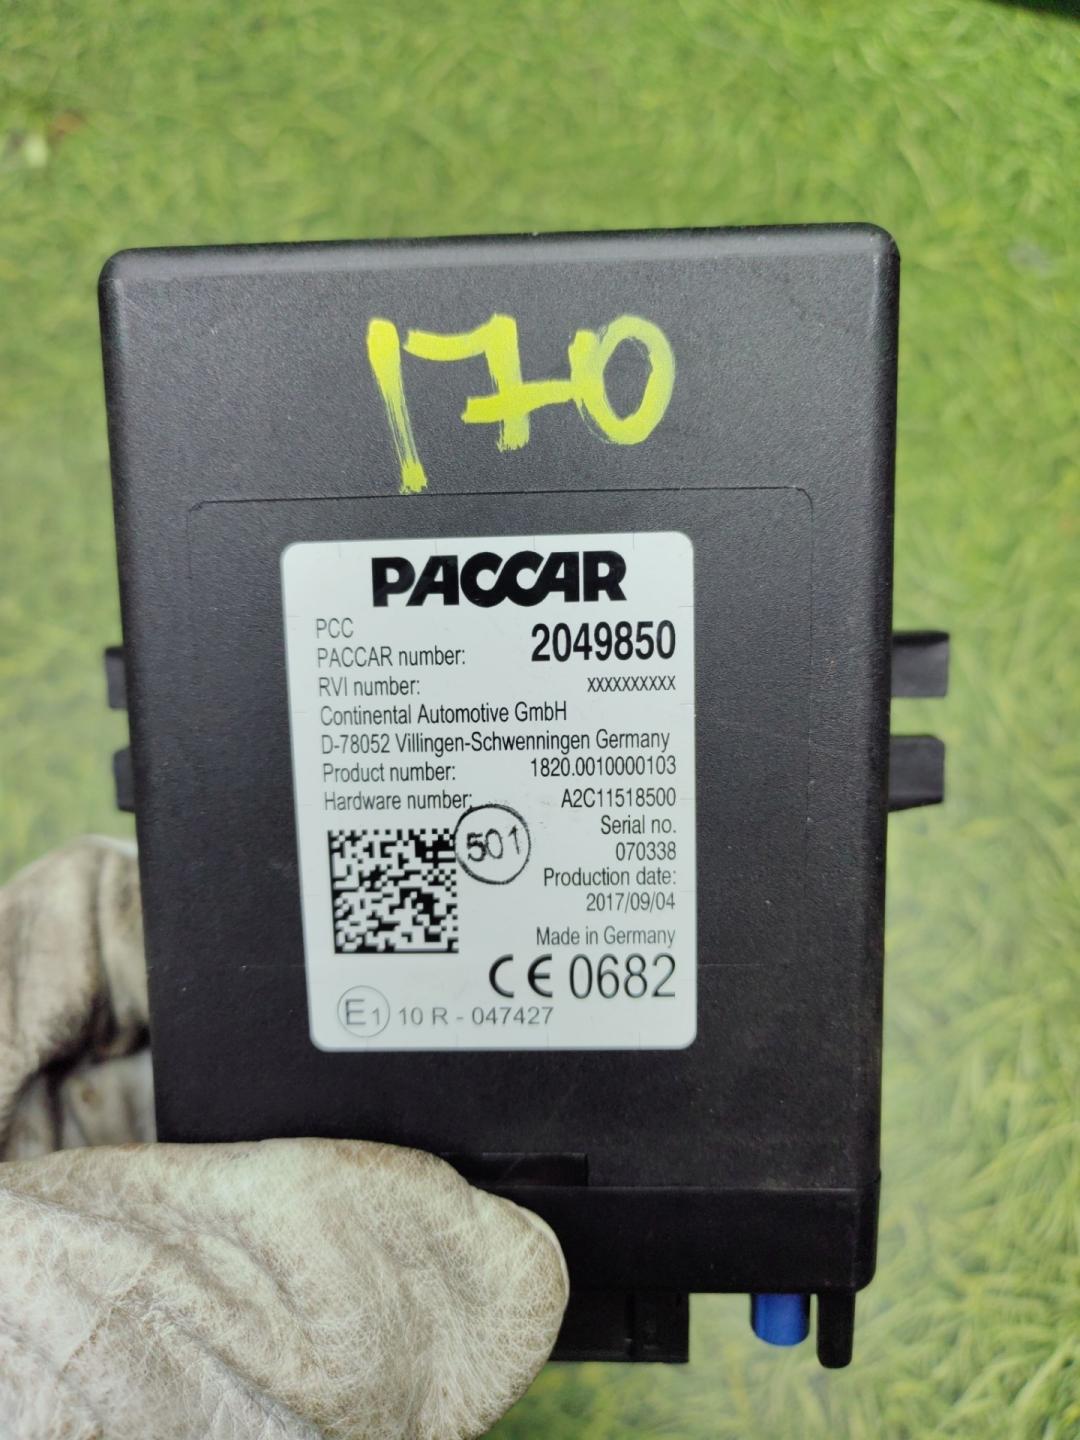 170
PACCAR
PCC
PACCAR number: 2049850
RVI number: xxxxxxxxxx
Continental Automotive GmbH
D-78052 Villingen-Schwenningen Germany
Product number: 1820.0010000103
Hardware number: A2C11518500
501
Serial no.
070338
Production date:
2017/09/04
Made in Germany
CE 0682
E1 10 R - 047427